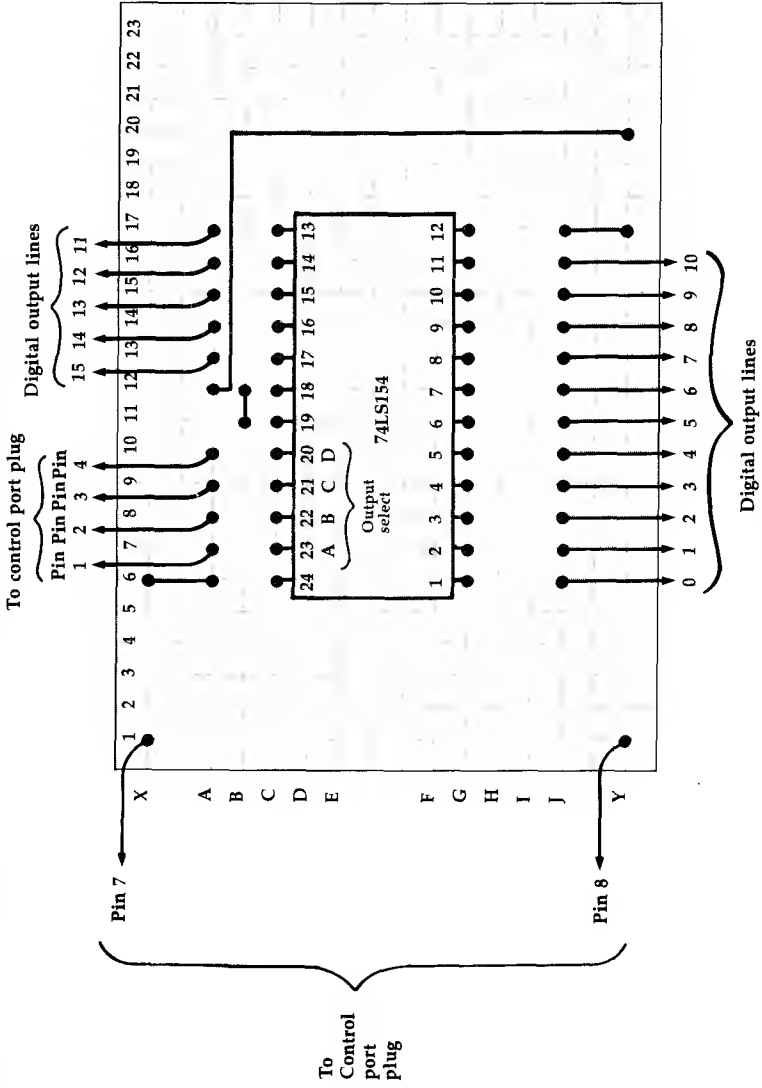 To control port plug
Pin Pin Pin Pin
1 2 3 4
Digital output lines
15 14 13 12 11
1 2 3 4 5 6 7 8 9 10 11 12 13 14 15 16 17 18 19 20 21 22 23
X
A
B
C
D
E
F
G
H
I
J
Y
24 23 22 21 20 19 18 17 16 15 14 13
A B C D
Output
select
74LS154
1 2 3 4 5 6 7 8 9 10 11 12
0 1 2 3 4 5 6 7 8 9 10
Digital output lines
Pin 7
Pin 8
To
Control
port
plug